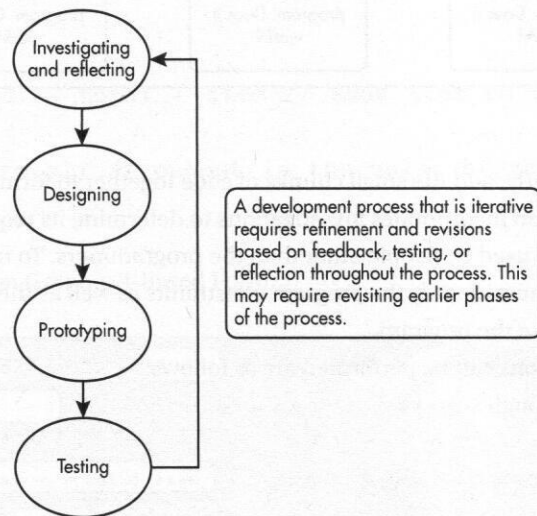 Investigating
and reflecting
Designing
Prototyping
Testing
A development process that is iterative
requires refinement and revisions
based on feedback, testing, or
reflection throughout the process. This
may require revisiting earlier phases
of the process.